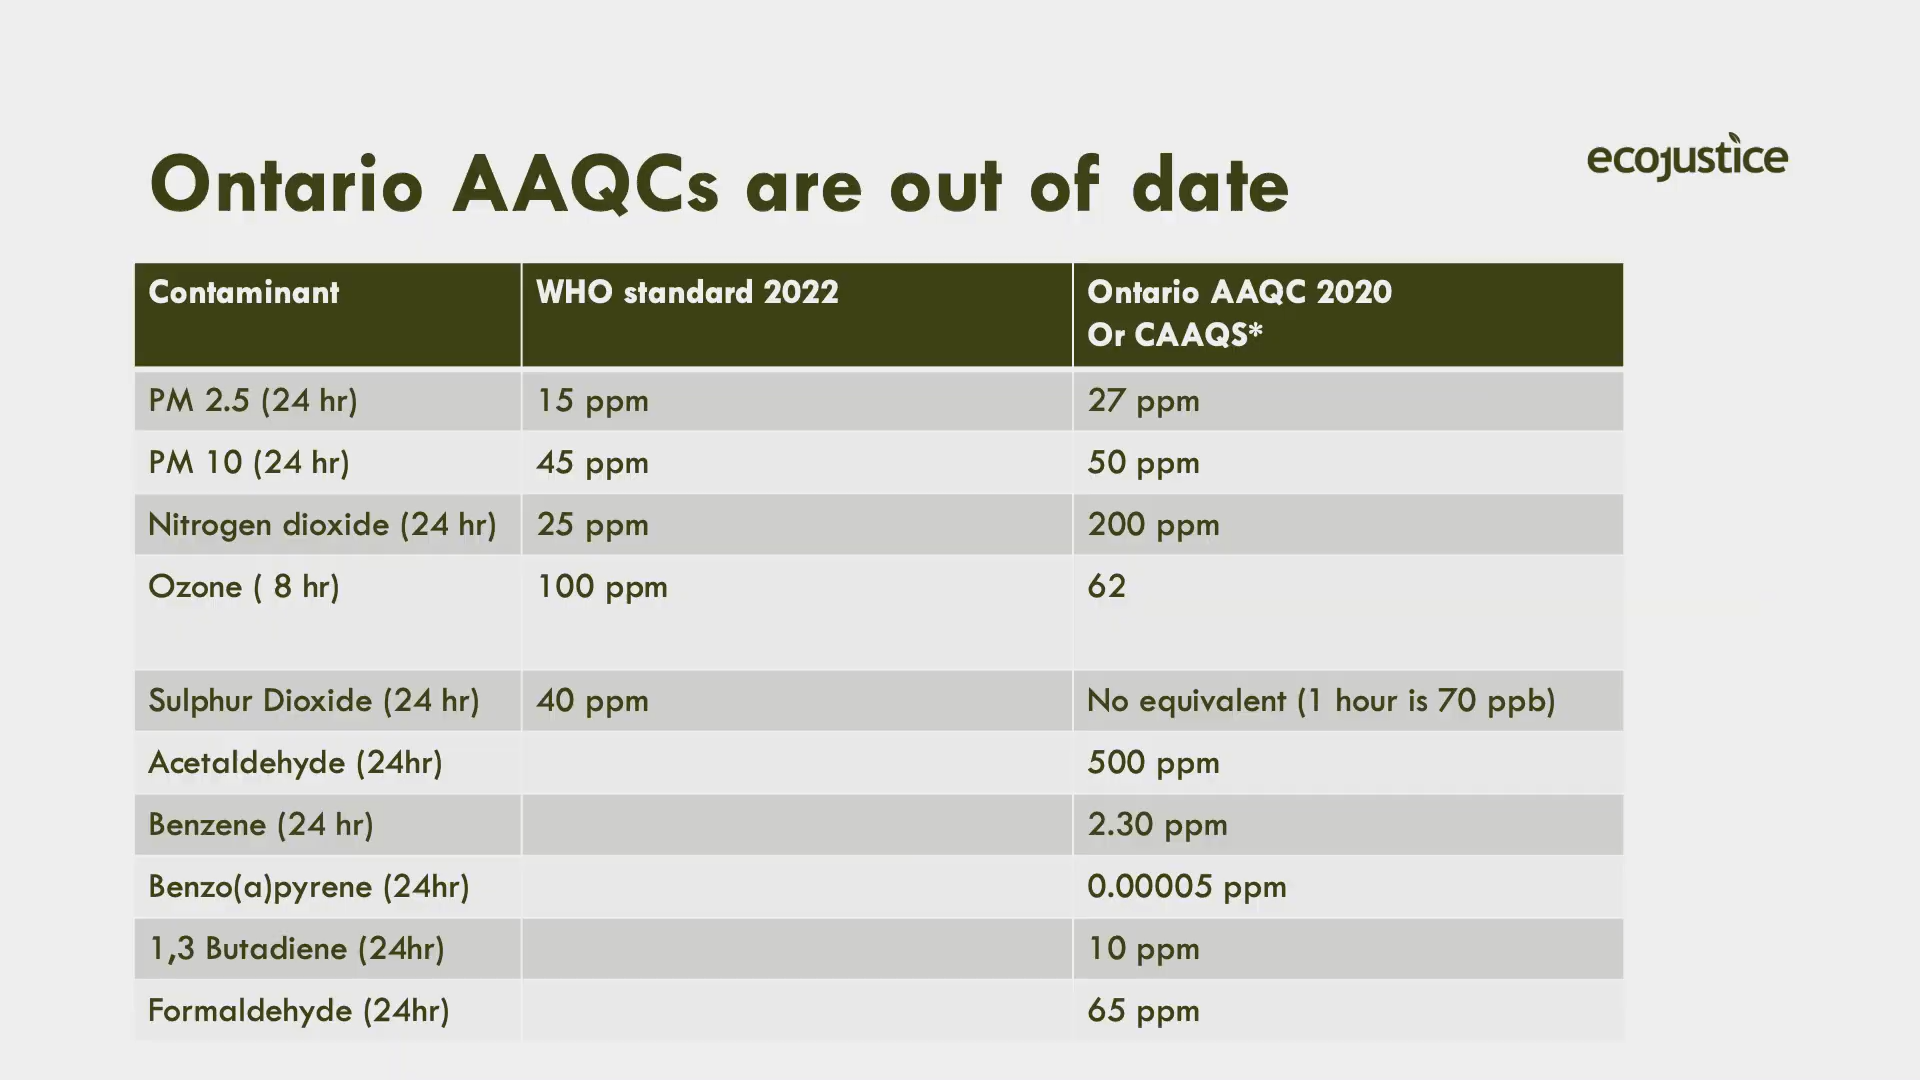 Ontario AAQCs are out of date
ecojustice
Contaminant
WHO standard 2022
Ontario AAQC 2020
Or CAAQS*
PM 2.5 (24 hr)
15 ppm
27 ppm
PM 10 (24 hr)
45 ppm
50 ppm
Nitrogen dioxide (24 hr)
25 ppm
200 ppm
Ozone ( 8 hr)
100 ppm
62
Sulphur Dioxide (24 hr)
40 ppm
No equivalent (1 hour is 70 ppb)
Acetaldehyde (24hr)
500 ppm
Benzene (24 hr)
2.30 ppm
Benzo(a)pyrene (24hr)
0.00005 ppm
1,3 Butadiene (24hr)
10 ppm
Formaldehyde (24hr)
65 ppm